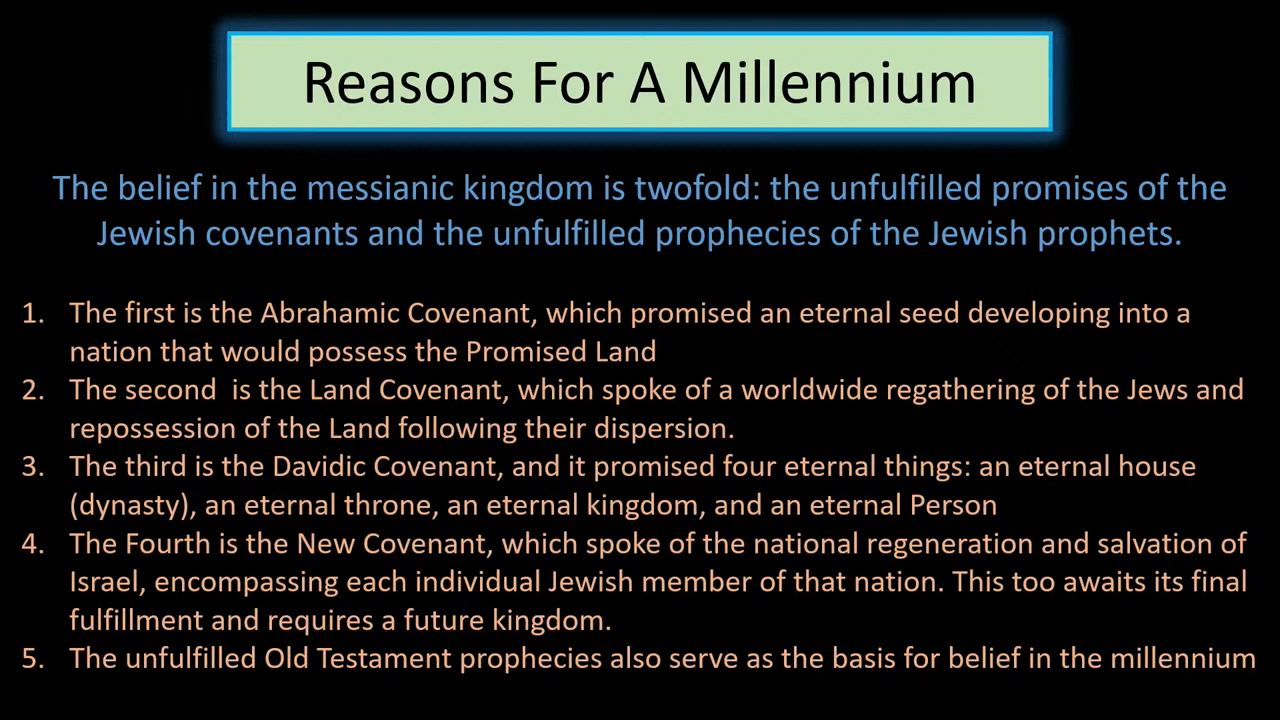 Reasons For A Millennium
The belief in the messianic kingdom is twofold: the unfulfilled promises of the
Jewish covenants and the unfulfilled prophecies of the Jewish prophets.
1. The first is the Abrahamic Covenant, which promised an eternal seed developing into a
nation that would possess the Promised Land
2. The second  is the Land Covenant, which spoke of a worldwide regathering of the Jews and
repossession of the Land following their dispersion.
3. The third is the Davidic Covenant, and it promised four eternal things: an eternal house
(dynasty), an eternal throne, an eternal kingdom, and an eternal Person
4. The Fourth is the New Covenant, which spoke of the national regeneration and salvation of
Israel, encompassing each individual Jewish member of that nation. This too awaits its final
fulfillment and requires a future kingdom.
5. The unfulfilled Old Testament prophecies also serve as the basis for belief in the millennium